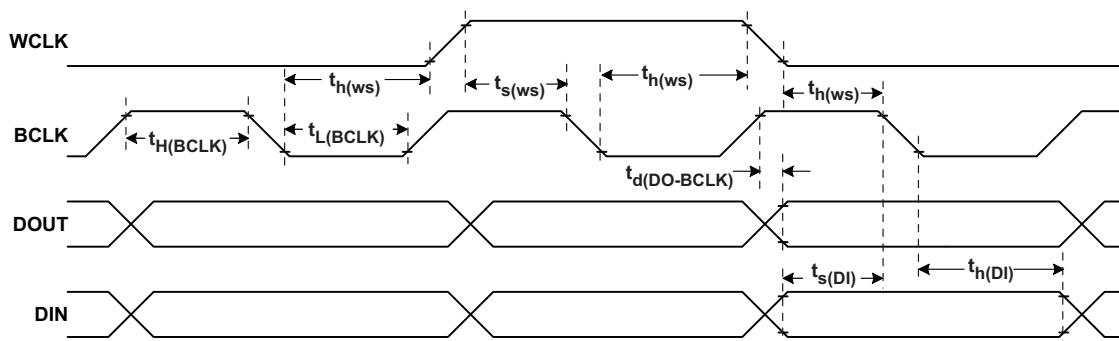 WCLK
t_h(ws)
t_s(ws)
t_h(ws)
t_h(ws)
BCLK
t_H(BCLK)
t_L(BCLK)
t_d(DO-BCLK)
DOUT
t_s(DI)
t_h(DI)
DIN